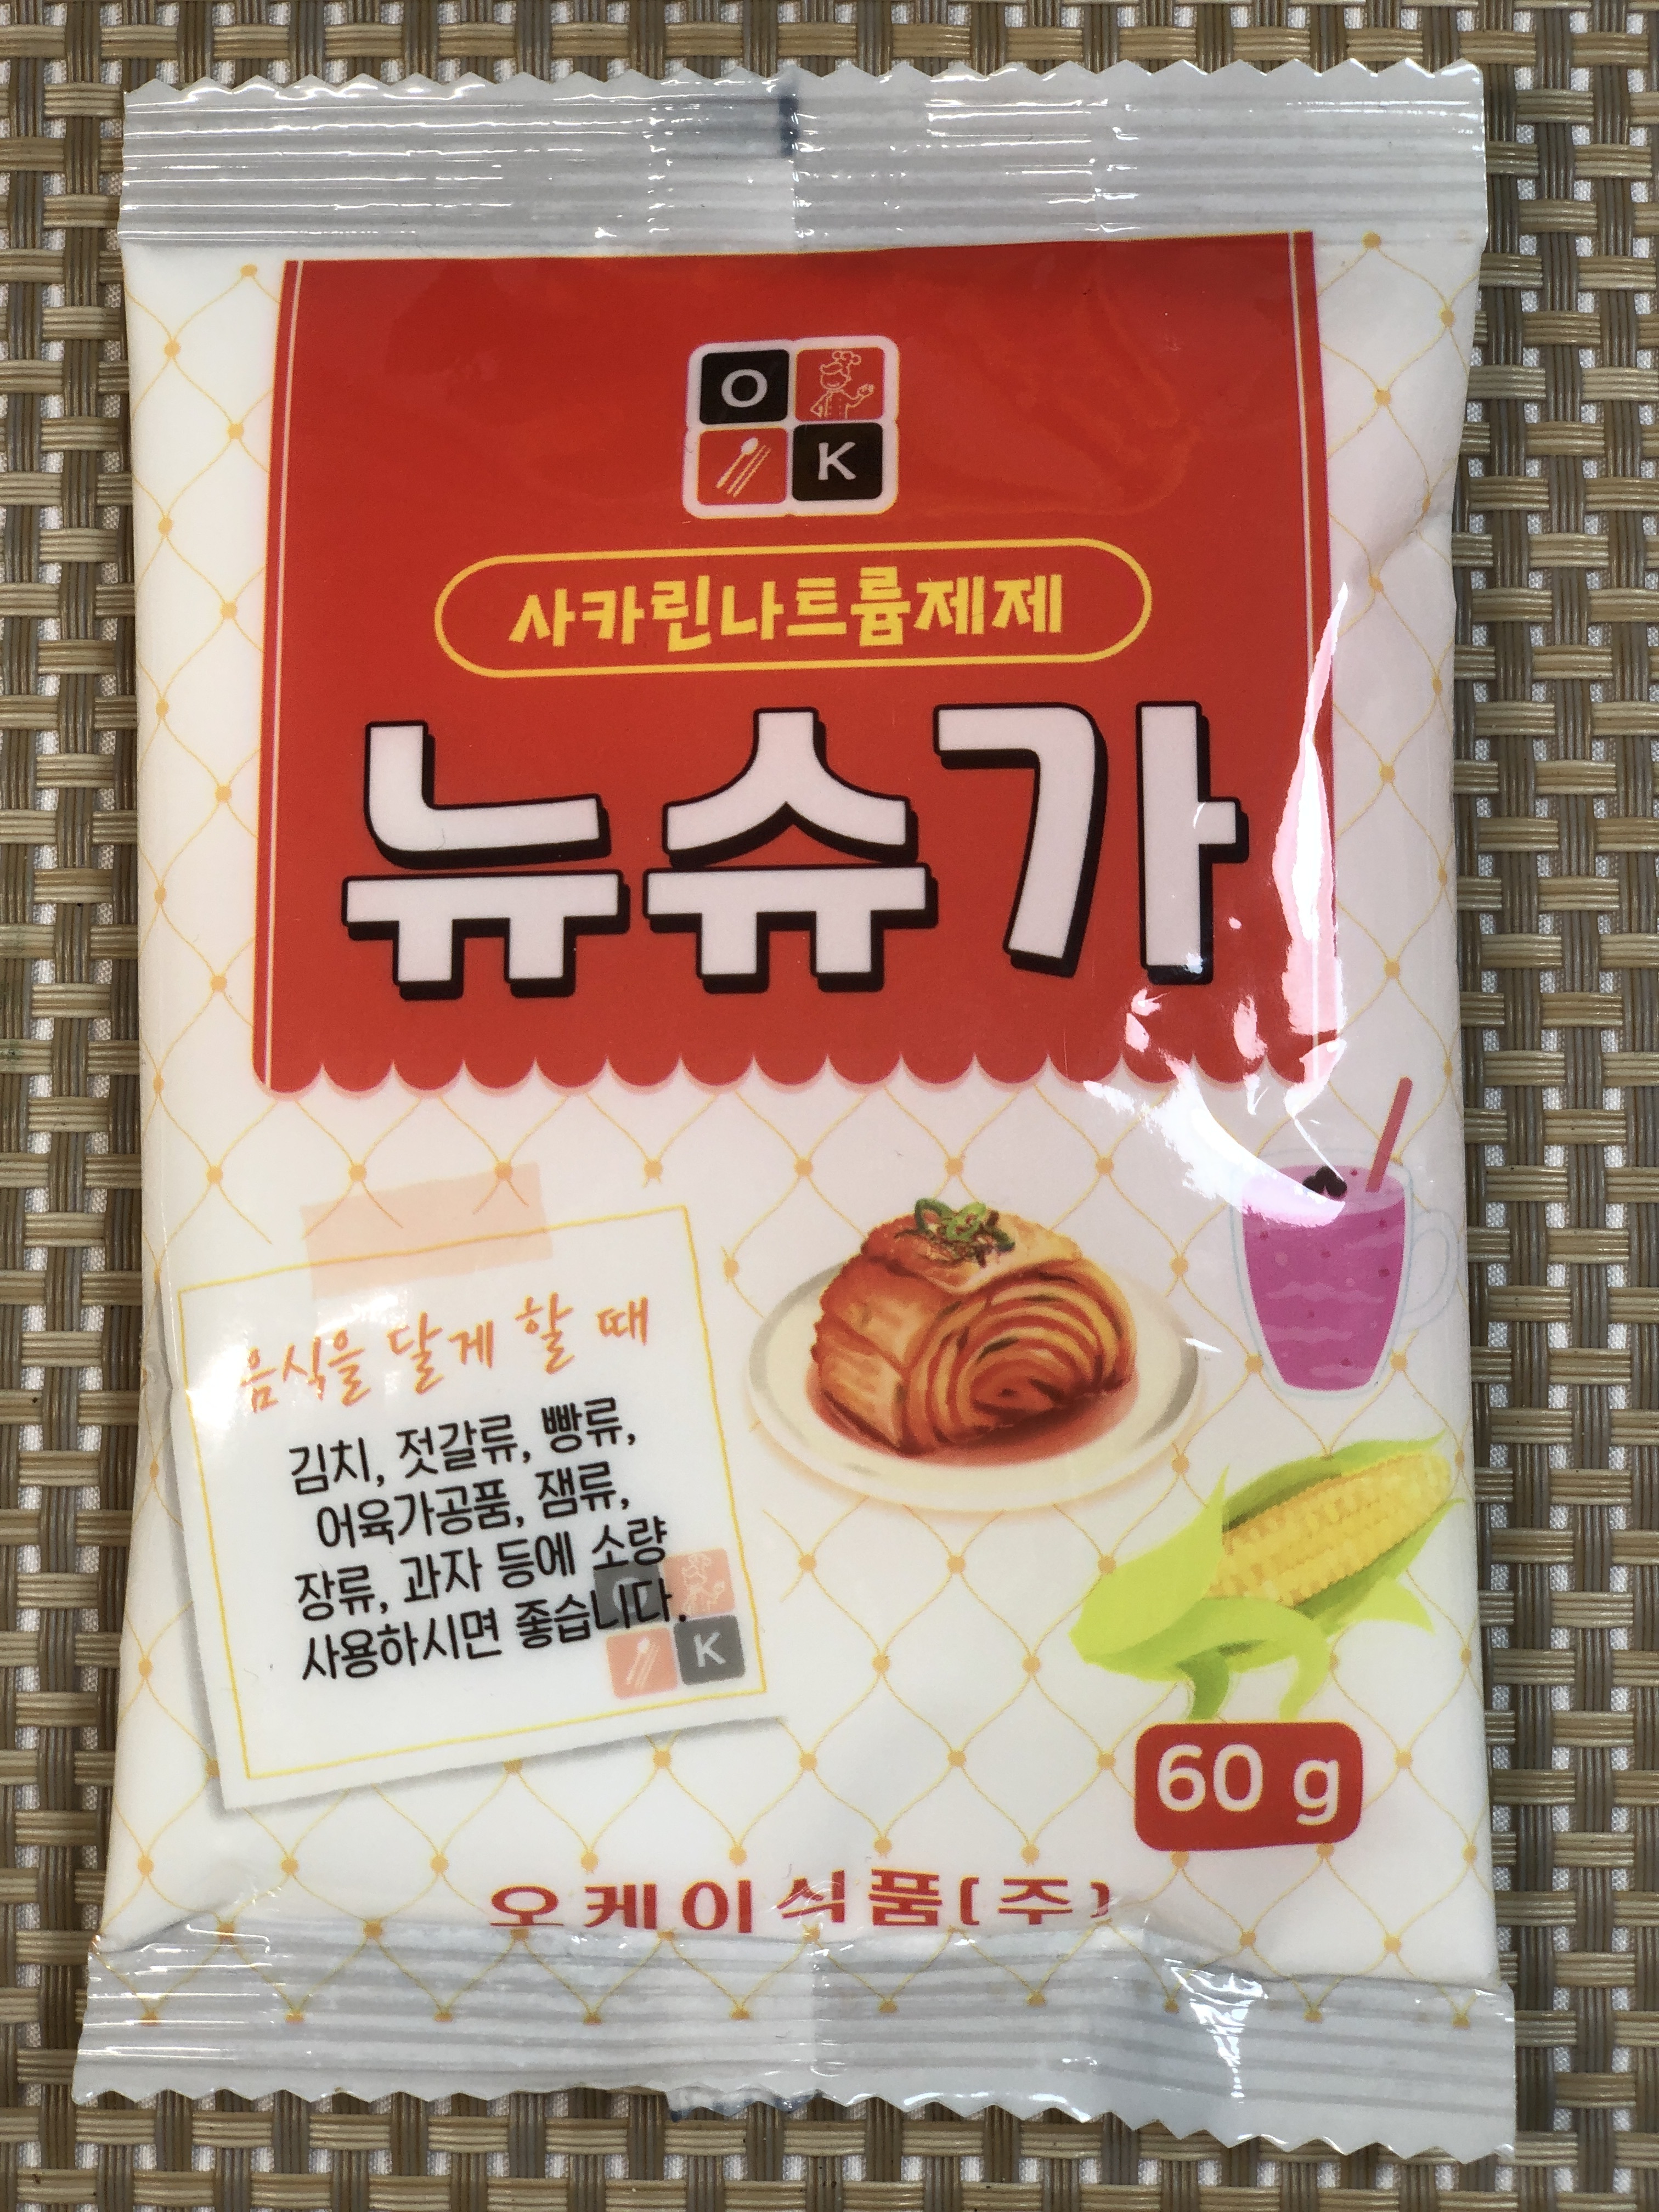 O
K
사카린나트륨제제
뉴슈가
음식을 달게 할 때
김치, 젓갈류, 빵류,
어육가공품, 잼류,
장류, 과자 등에 소량
사용하시면 좋습니다.
K
60 g
오케이식품(주)